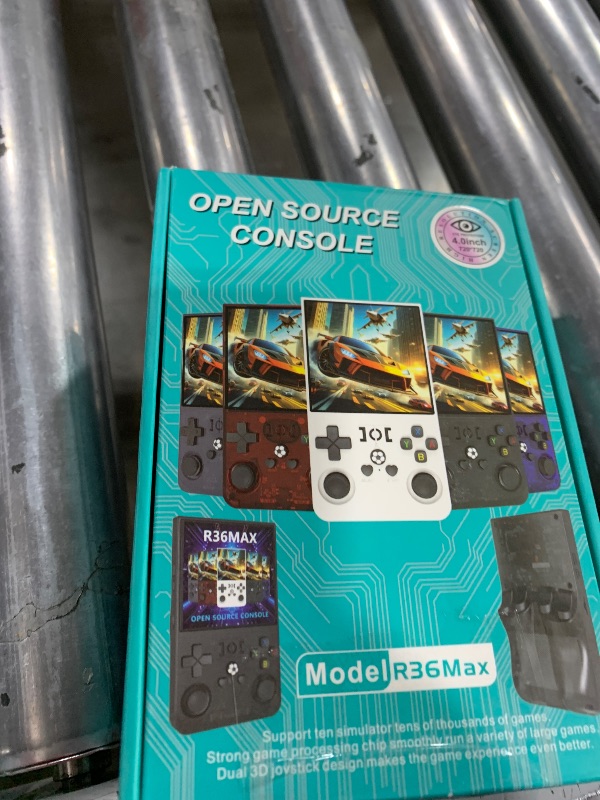 OPEN SOURCE
CONSOLE
4.0inch
720*720
Y
B
Y
R36MAX
OPEN SOURCE CONSOLE
Model R36Max
Support ten simulator tens of thousands of games.
Strong game processing chip smoothly run a variety of large games.
Dual 3D joystick design makes the game experience even better.